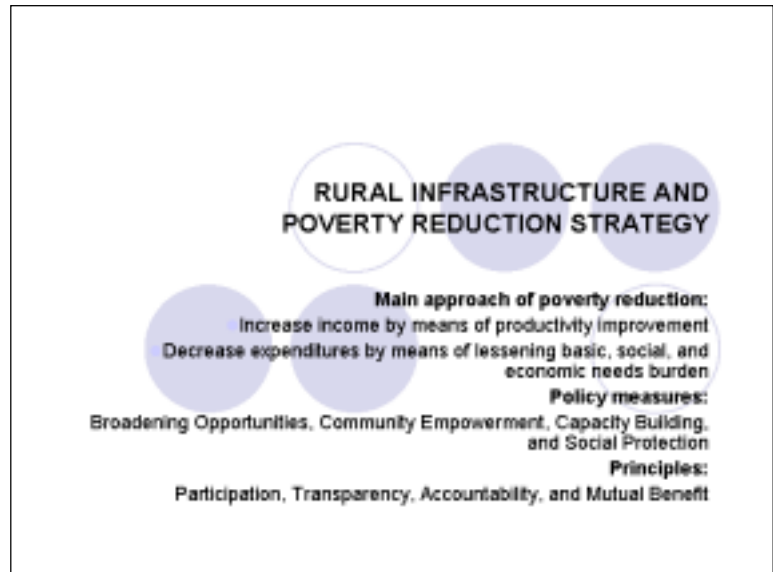 RURAL INFRASTRUCTURE AND
POVERTY REDUCTION STRATEGY
Main approach of poverty reduction:
Increase income by means of productivity improvement
Decrease expenditures by means of lessening basic, social, and
economic needs burden
Policy measures:
Broadening Opportunities, Community Empowerment, Capacity Building,
and Social Protection
Principles:
Participation, Transparency, Accountability, and Mutual Benefit